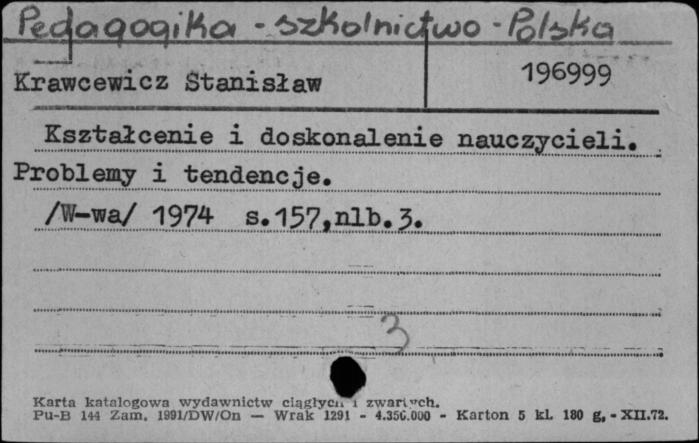 Pedagogika - szkolnictwo - Polska
Krawcewicz Stanisław
196999
Kształcenie i doskonalenie nauczycieli.
Problemy i tendencje.
/W-wa/ 1974 s.157,nlb.3.
3
Karta katalogowa wydawnictw ciągłych i zwartych.
Pu-B 144 Zam. 1991/DW/On — Wrak 1291 - 4.350.000 - Karton 5 kl. 180 g, - XII.72.